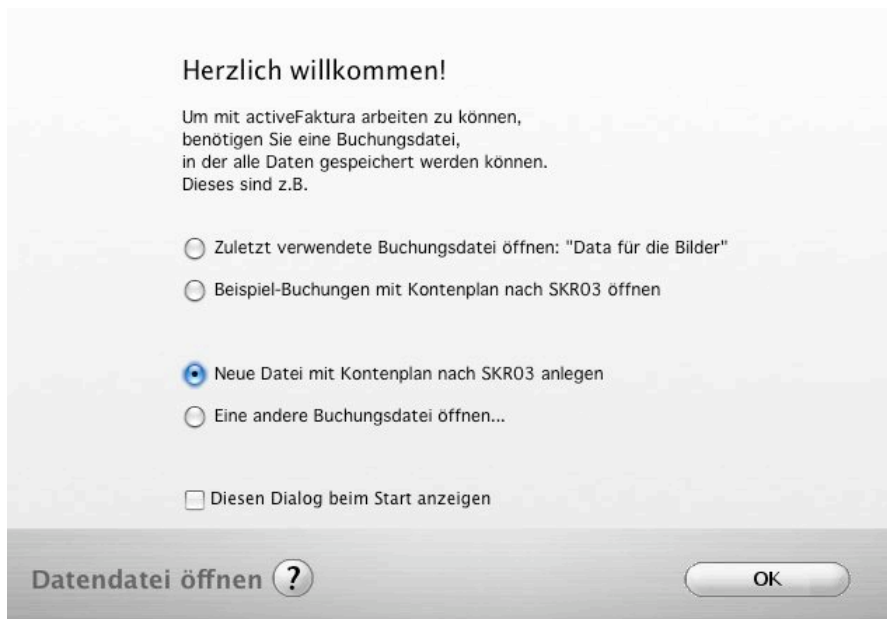 Herzlich willkommen!
Um mit activeFaktura arbeiten zu können,
benötigen Sie eine Buchungsdatei,
in der alle Daten gespeichert werden können.
Dieses sind z.B.
Zuletzt verwendete Buchungsdatei öffnen: "Data für die Bilder"
Beispiel-Buchungen mit Kontenplan nach SKR03 öffnen
Neue Datei mit Kontenplan nach SKR03 anlegen
Eine andere Buchungsdatei öffnen...
Diesen Dialog beim Start anzeigen
Datendatei öffnen ?
OK